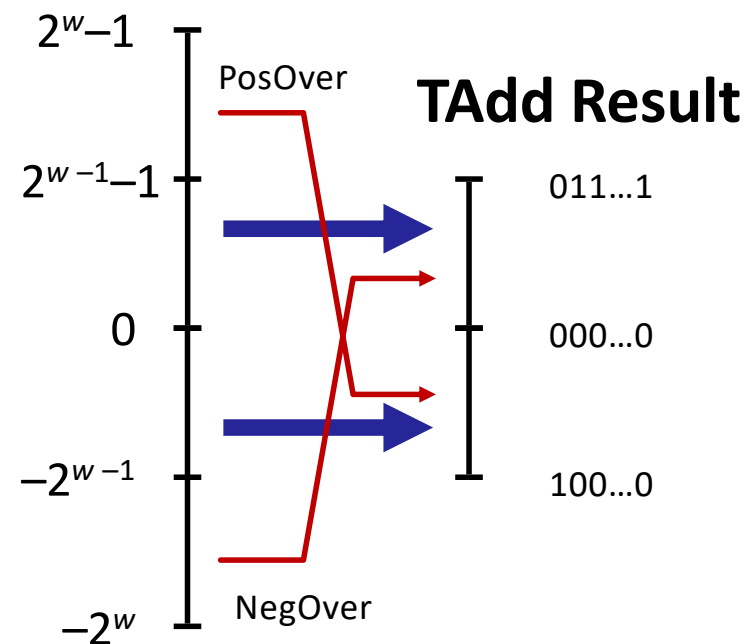 2ʷ–1
PosOver
TAdd Result
2ʷ ⁻¹–1
011…1
0
000…0
–2ʷ ⁻¹
100…0
NegOver
–2ʷ